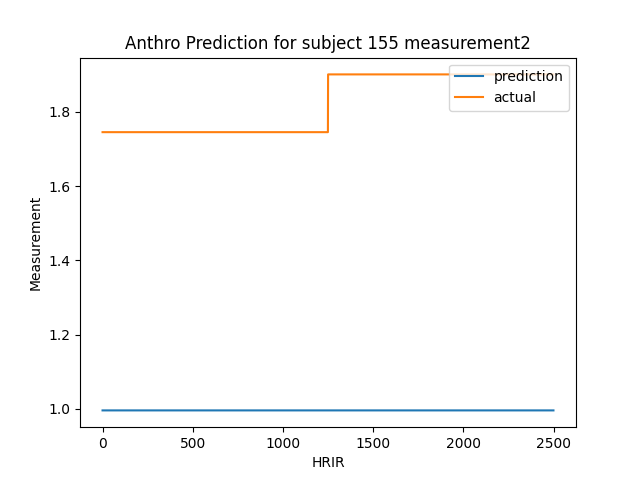 Anthro Prediction for subject 155 measurement2
prediction
actual
1.8
1.6
1.4
1.2
1.0
Measurement
0 500 1000 1500 2000 2500
HRIR